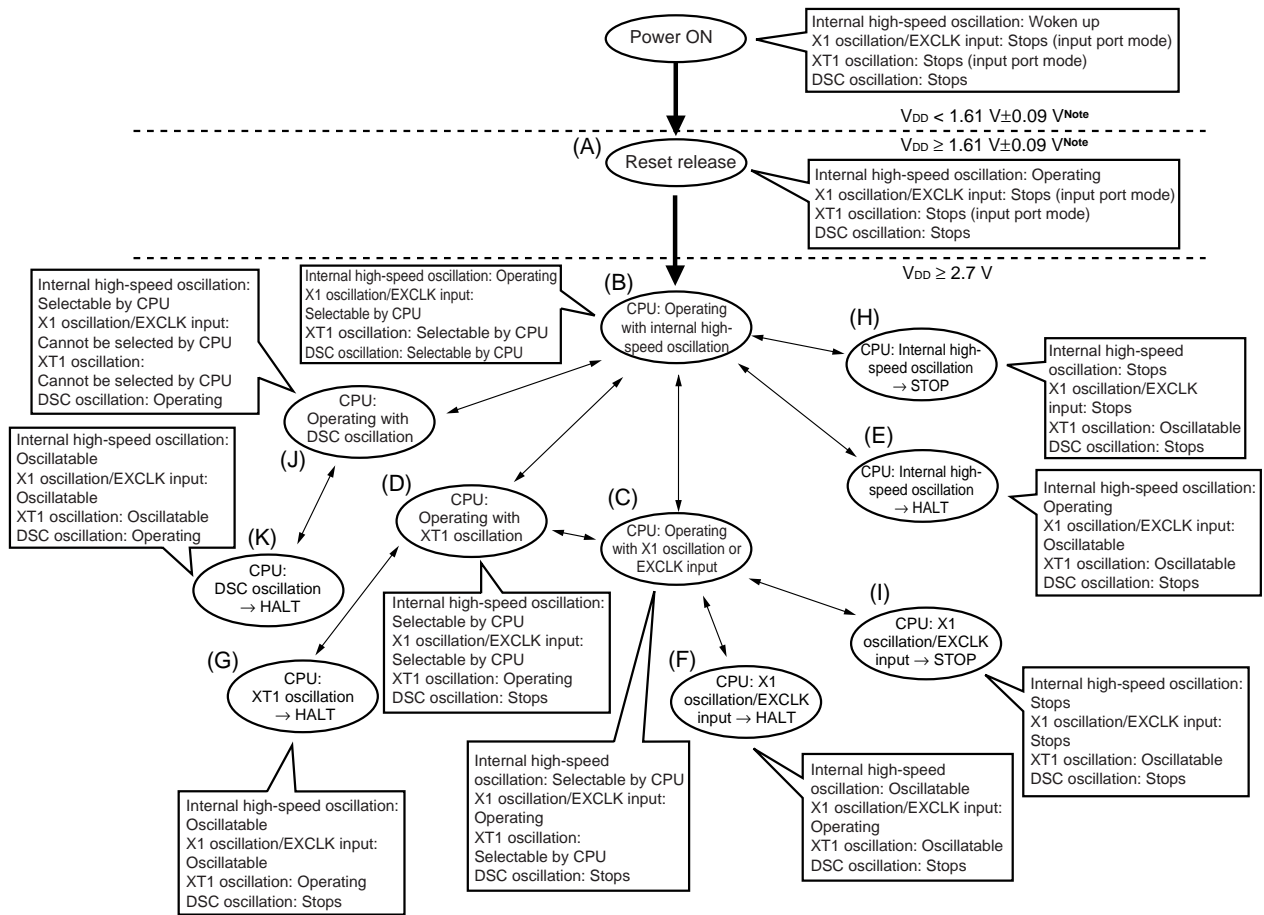 Power ON
Internal high-speed oscillation: Woken up
X1 oscillation/EXCLK input: Stops (input port mode)
XT1 oscillation: Stops (input port mode)
DSC oscillation: Stops
VDD < 1.61 V±0.09 VNote
VDD ≥ 1.61 V±0.09 VNote
(A)
Reset release
Internal high-speed oscillation: Operating
X1 oscillation/EXCLK input: Stops (input port mode)
XT1 oscillation: Stops (input port mode)
DSC oscillation: Stops
VDD ≥ 2.7 V
Internal high-speed oscillation:
Selectable by CPU
X1 oscillation/EXCLK input:
Cannot be selected by CPU
XT1 oscillation:
Cannot be selected by CPU
DSC oscillation: Operating
Internal high-speed oscillation: Operating
X1 oscillation/EXCLK input:
Selectable by CPU
XT1 oscillation: Selectable by CPU
DSC oscillation: Selectable by CPU
(B)
CPU: Operating
with internal high-
speed oscillation
(H)
CPU: Internal high-
speed oscillation
→ STOP
Internal high-speed
oscillation: Stops
X1 oscillation/EXCLK
input: Stops
XT1 oscillation: Oscillatable
DSC oscillation: Stops
CPU:
Operating with
DSC oscillation
(J)
Internal high-speed oscillation:
Oscillatable
X1 oscillation/EXCLK input:
Oscillatable
XT1 oscillation: Oscillatable
DSC oscillation: Operating
(E)
CPU: Internal high-
speed oscillation
→ HALT
Internal high-speed oscillation:
Operating
X1 oscillation/EXCLK input:
Oscillatable
XT1 oscillation: Oscillatable
DSC oscillation: Stops
(D)
CPU:
Operating with
XT1 oscillation
(C)
CPU: Operating
with X1 oscillation or
EXCLK input
(K)
CPU:
DSC oscillation
→ HALT
Internal high-speed oscillation:
Selectable by CPU
X1 oscillation/EXCLK input:
Selectable by CPU
XT1 oscillation: Operating
DSC oscillation: Stops
(I)
CPU: X1
oscillation/EXCLK
input → STOP
(G)
CPU:
XT1 oscillation
→ HALT
(F)
CPU: X1
oscillation/EXCLK
input → HALT
Internal high-speed oscillation:
Stops
X1 oscillation/EXCLK input:
Stops
XT1 oscillation: Oscillatable
DSC oscillation: Stops
Internal high-speed oscillation:
Oscillatable
X1 oscillation/EXCLK input:
Oscillatable
XT1 oscillation: Operating
DSC oscillation: Stops
Internal high-speed
oscillation: Selectable by CPU
X1 oscillation/EXCLK input:
Operating
XT1 oscillation:
Selectable by CPU
DSC oscillation: Stops
Internal high-speed
oscillation: Oscillatable
X1 oscillation/EXCLK input:
Operating
XT1 oscillation: Oscillatable
DSC oscillation: Stops